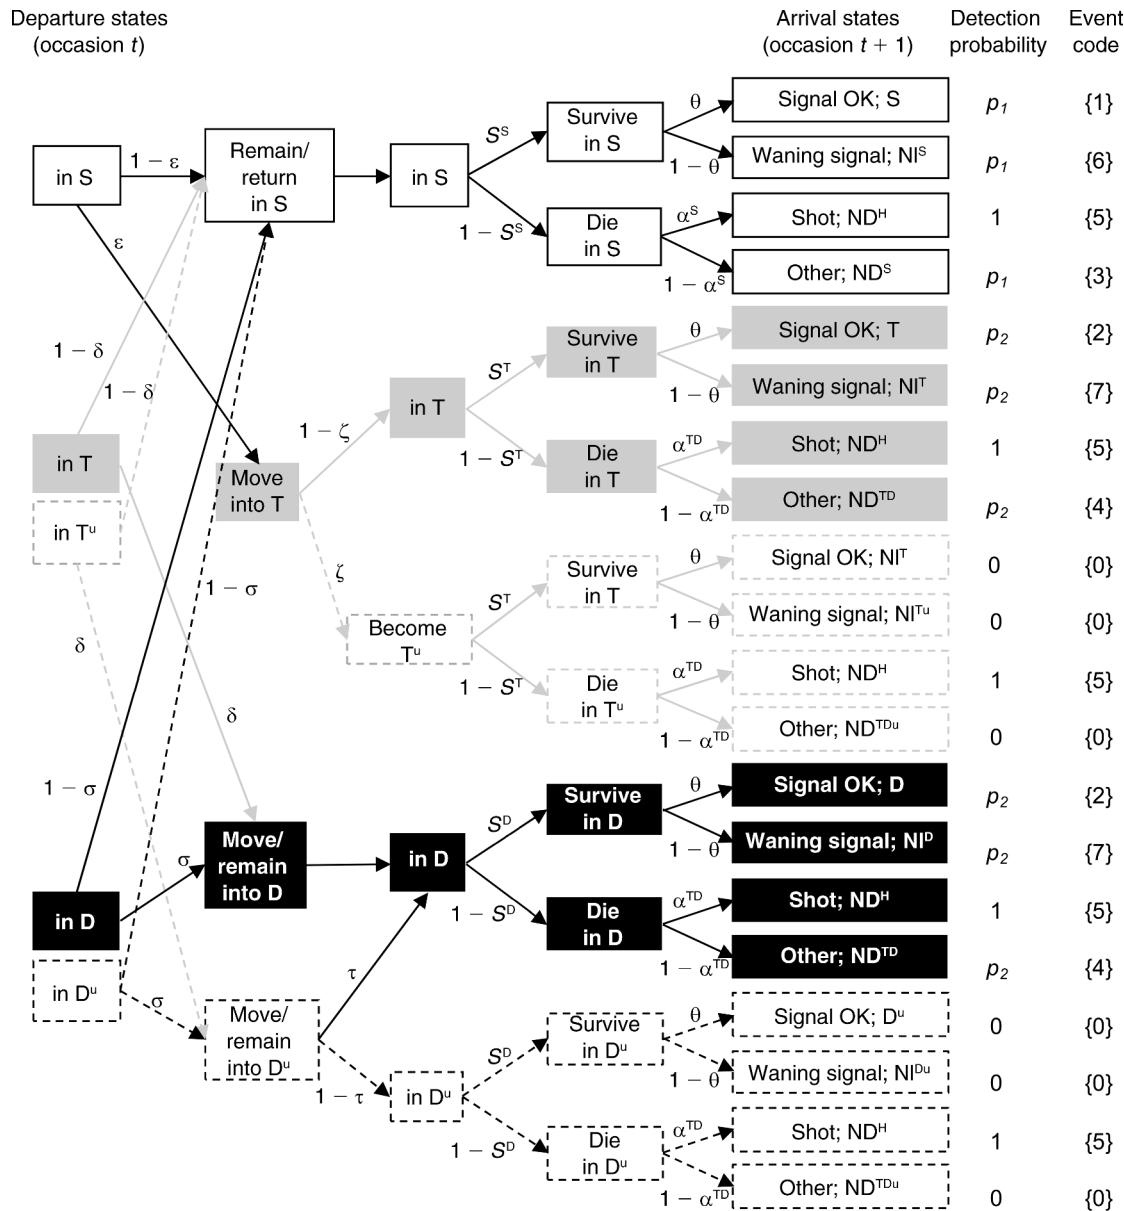 Departure states
(occasion t)
Arrival states
(occasion t + 1)
Detection
probability
Event
code
in S
1 − ε
ε
Remain/
return
in S
in S
S^S
1 − S^S
Survive
in S
Die
in S
θ
Signal OK; S
p1
{1}
1 − θ
Waning signal; NI^S
p1
{6}
α^S
Shot; ND^H
1
{5}
1 − α^S
Other; ND^S
p1
{3}
1 − δ
1 − δ
in T
in T^u
δ
δ
Move
into T
1 − ζ
ζ
in T
S^T
1 − S^T
Survive
in T
Die
in T
θ
Signal OK; T
p2
{2}
1 − θ
Waning signal; NI^T
p2
{7}
α^TD
Shot; ND^H
1
{5}
1 − α^TD
Other; ND^TD
p2
{4}
Become
T^u
S^T
1 − S^T
Survive
in T
Die
in T^u
θ
Signal OK; NI^T
0
{0}
1 − θ
Waning signal; NI^Tu
0
{0}
α^TD
Shot; ND^H
1
{5}
1 − α^TD
Other; ND^TDu
0
{0}
1 − σ
1 − σ
in D
in D^u
σ
σ
Move/
remain
into D
in D
S^D
1 − S^D
Survive
in D
Die
in D
θ
Signal OK; D
p2
{2}
1 − θ
Waning signal; NI^D
p2
{7}
α^TD
Shot; ND^H
1
{5}
1 − α^TD
Other; ND^TD
p2
{4}
Move/
remain
into D^u
τ
1 − τ
in D^u
S^D
1 − S^D
Survive
in D^u
Die
in D^u
θ
Signal OK; D^u
0
{0}
1 − θ
Waning signal; NI^Du
0
{0}
α^TD
Shot; ND^H
1
{5}
1 − α^TD
Other; ND^TDu
0
{0}